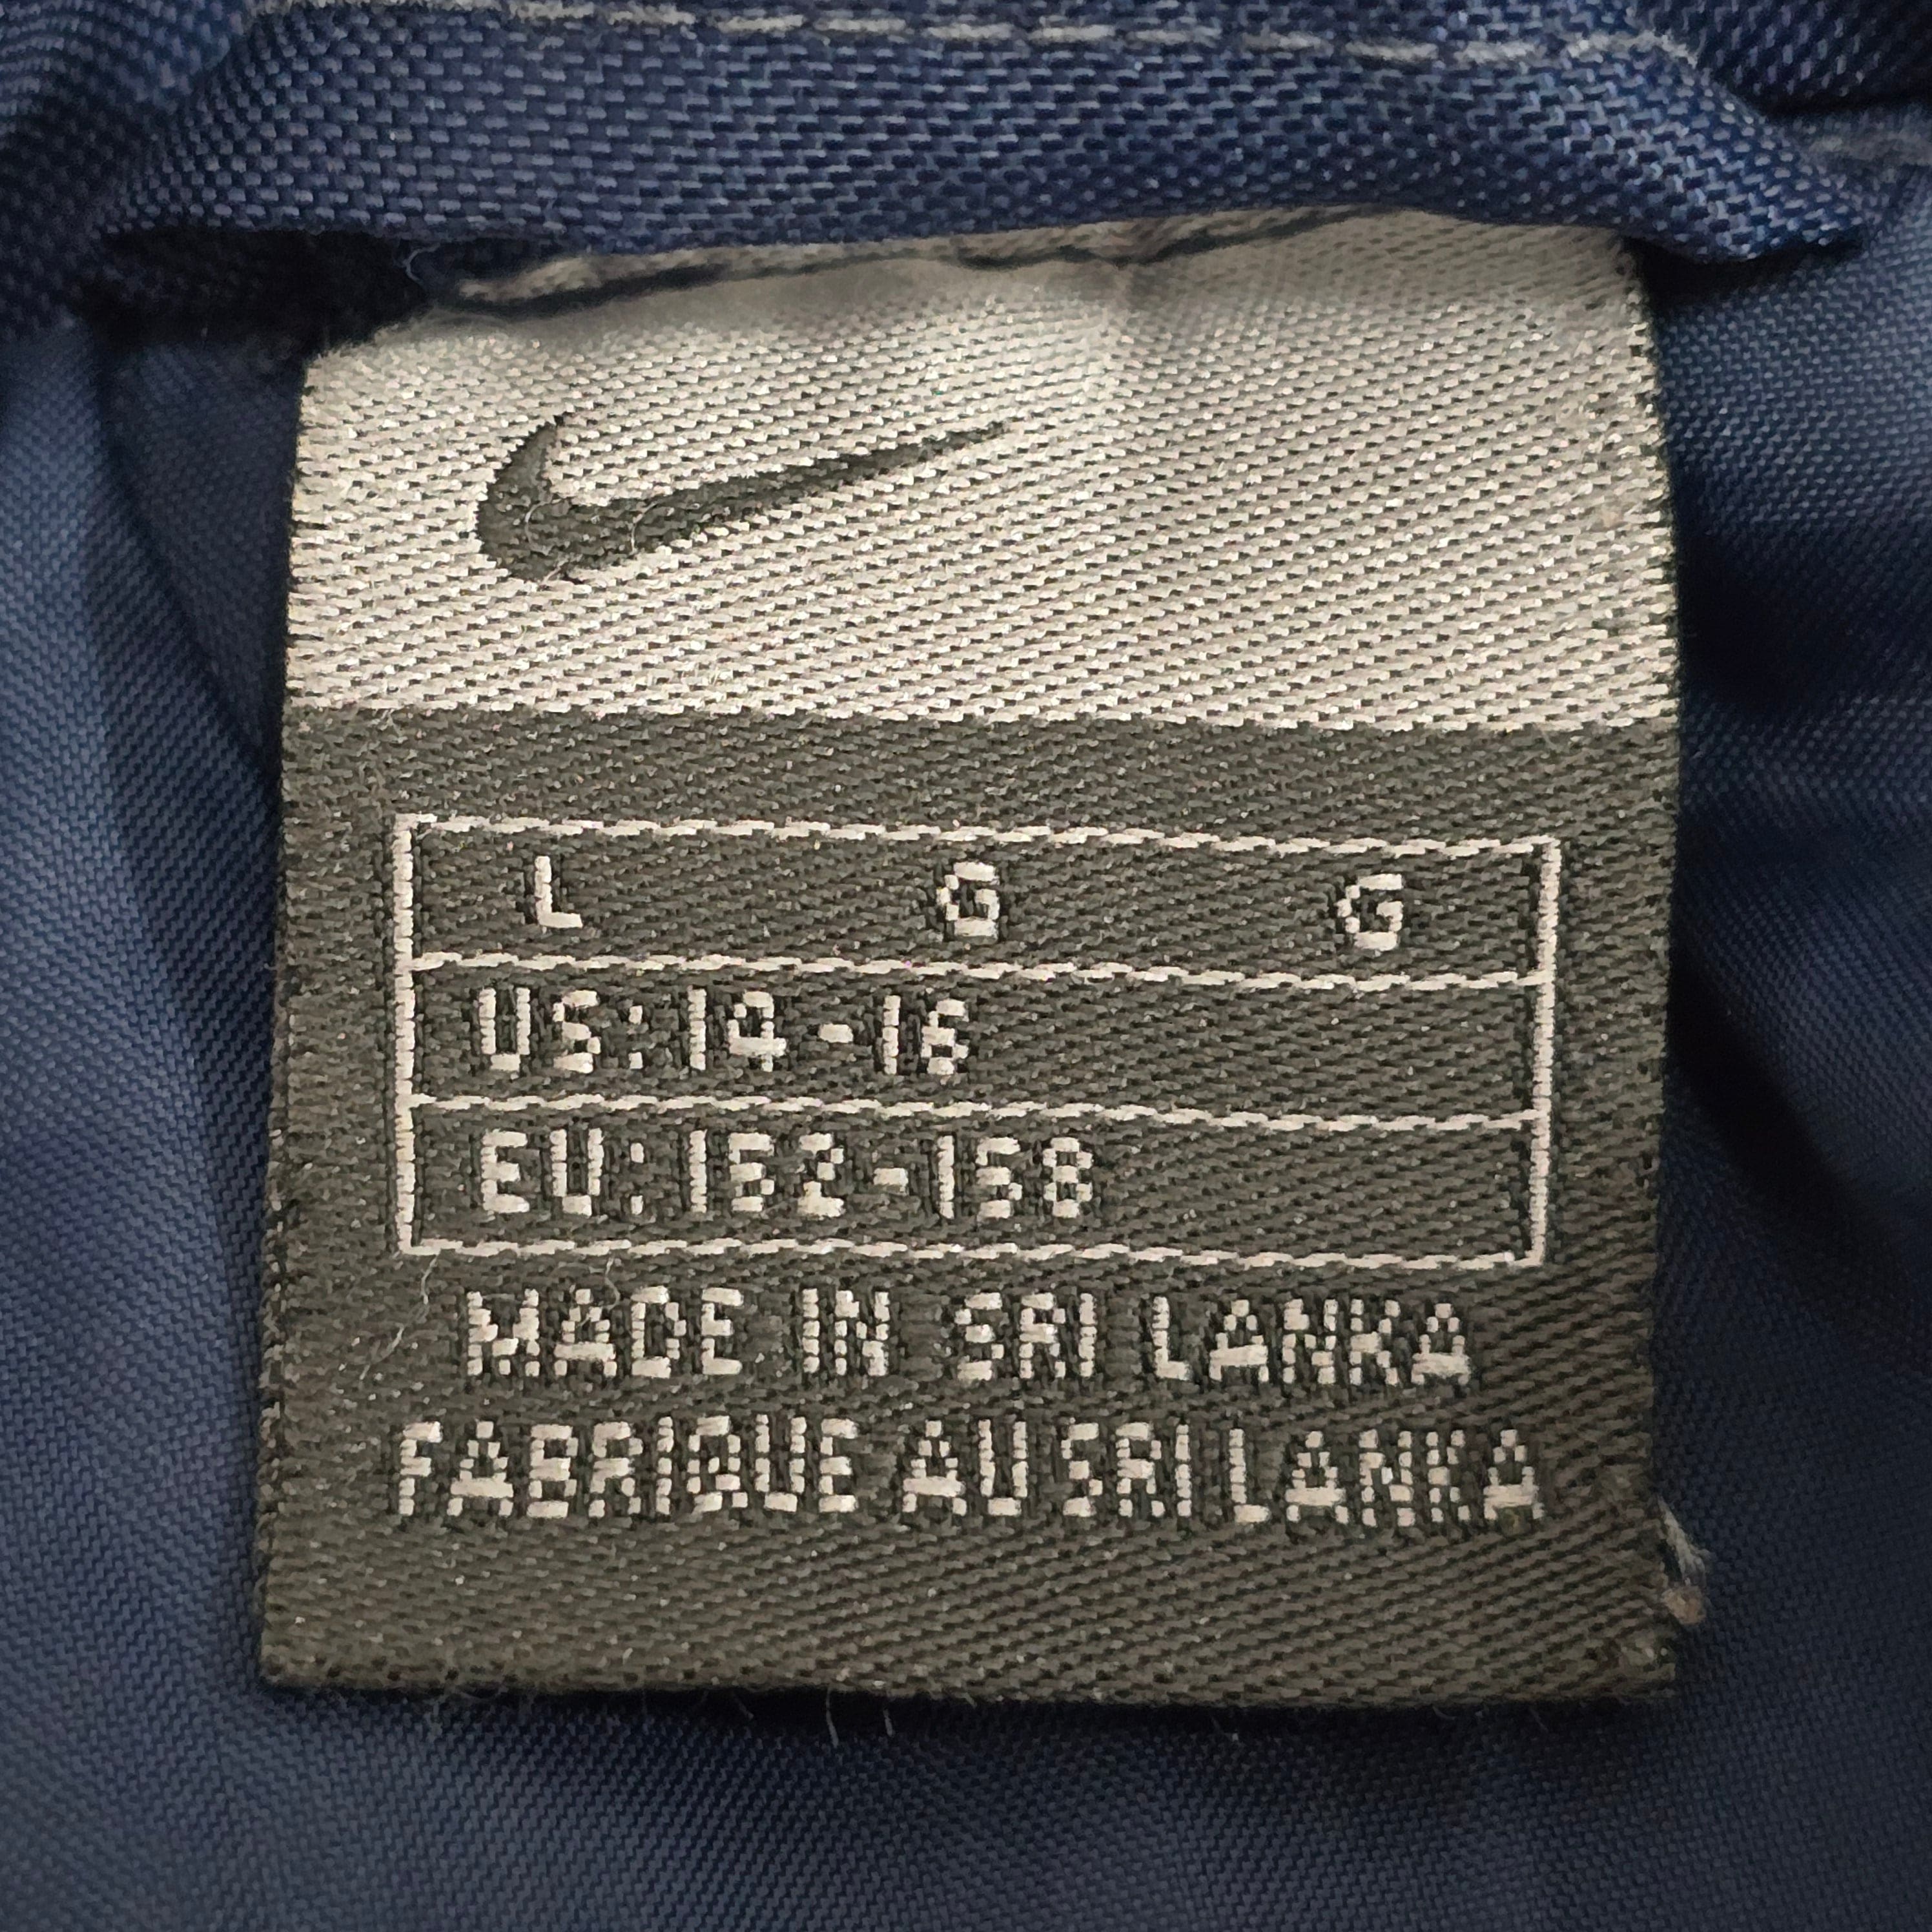 L G G
US: 14-16
EU: 152-158
MADE IN SRI LANKA
FABRIQUE AU SRI LANKA